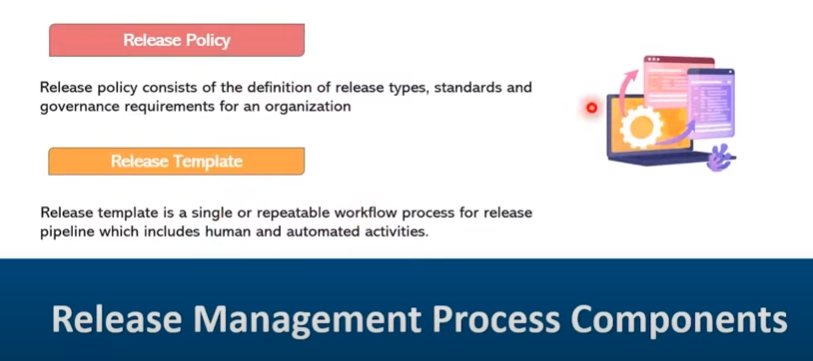 Release Policy
Release policy consists of the definition of release types, standards and
governance requirements for an organization
Release Template
Release template is a single or repeatable workflow process for release
pipeline which includes human and automated activities.
Release Management Process Components